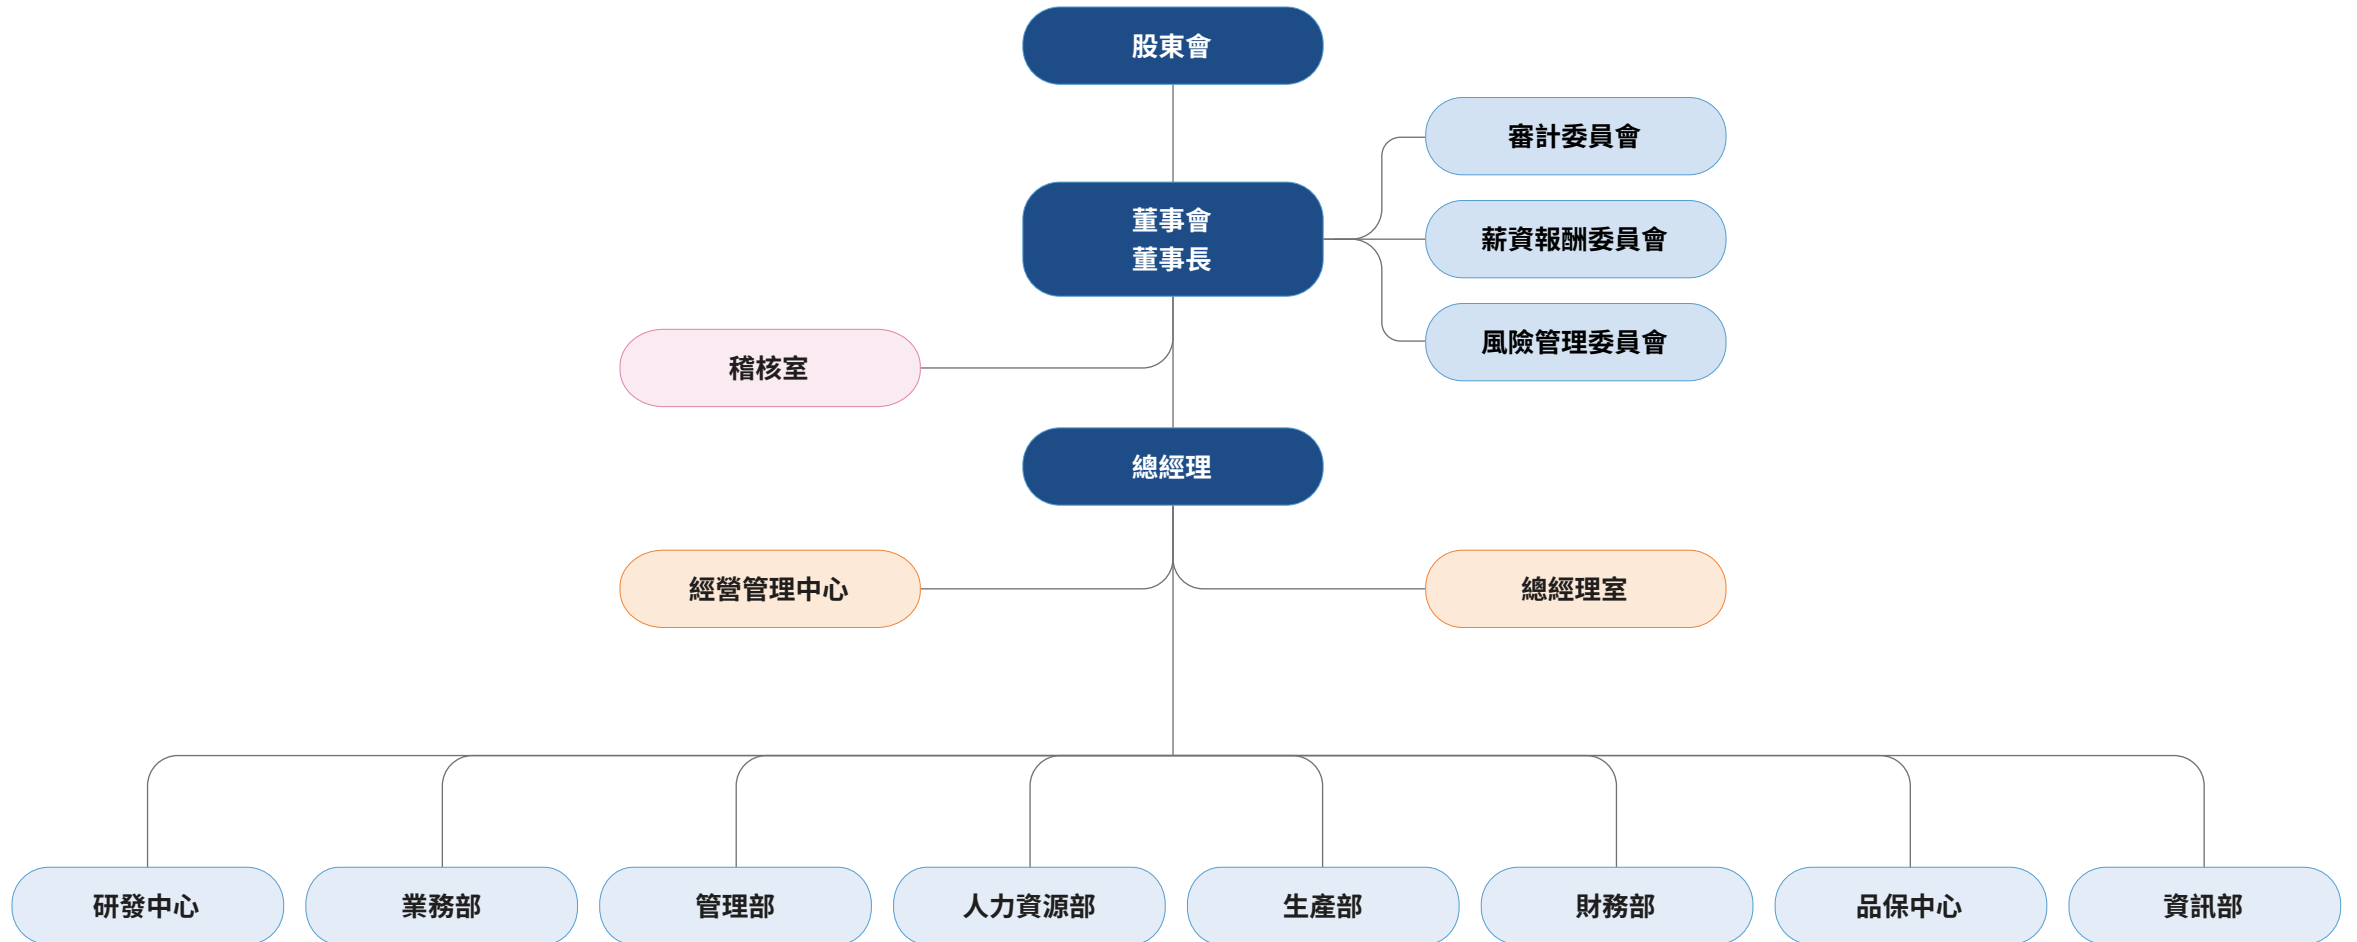 股東會
審計委員會
董事會
董事長
薪資報酬委員會
風險管理委員會
稽核室
總經理
經營管理中心
總經理室
研發中心
業務部
管理部
人力資源部
生產部
財務部
品保中心
資訊部